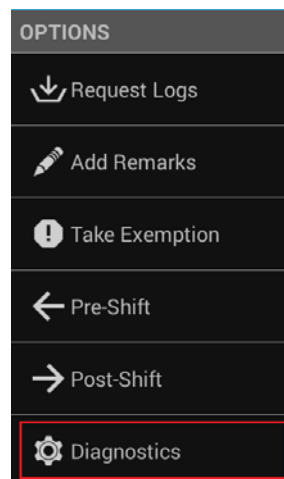 OPTIONS
Request Logs
Add Remarks
Take Exemption
Pre-Shift
Post-Shift
Diagnostics